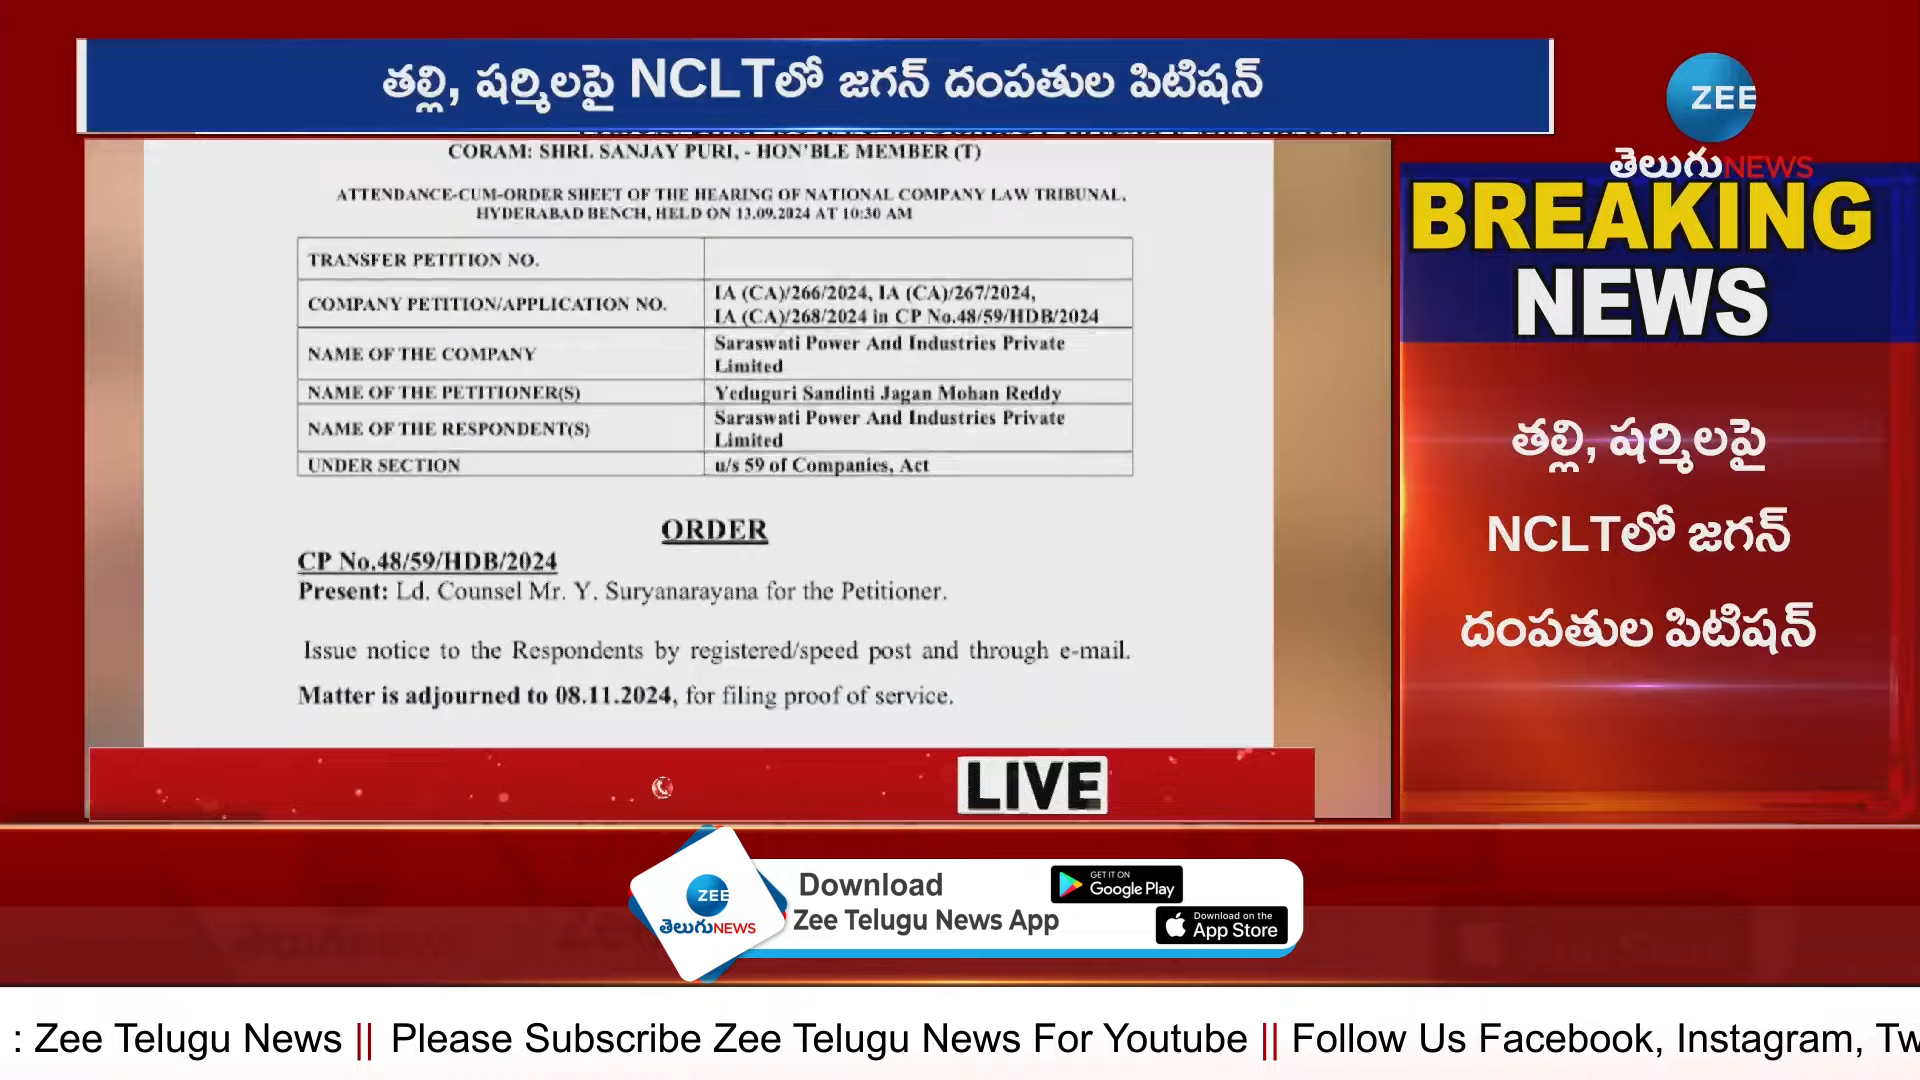 తల్లి, షర్మిలపై NCLTలో జగన్ దంపతుల పిటిషన్
ZEE
తెలుగుNEWS
BREAKING
NEWS
తల్లి, షర్మిలపై
NCLTలో జగన్
దంపతుల పిటిషన్
CORAM: SHRI. SANJAY PURI, - HON'BLE MEMBER (T)
ATTENDANCE-CUM-ORDER SHEET OF THE HEARING OF NATIONAL COMPANY LAW TRIBUNAL,
HYDERABAD BENCH, HELD ON 13.09.2024 AT 10:30 AM
TRANSFER PETITION NO.
COMPANY PETITION/APPLICATION NO.
IA (CA)/266/2024, IA (CA)/267/2024,
IA (CA)/268/2024 in CP No.48/59/HDB/2024
NAME OF THE COMPANY
Saraswati Power And Industries Private
Limited
NAME OF THE PETITIONER(S)
Yeduguri Sandinti Jagan Mohan Reddy
NAME OF THE RESPONDENT(S)
Saraswati Power And Industries Private
Limited
UNDER SECTION
u/s 59 of Companies, Act
ORDER
CP No.48/59/HDB/2024
Present: Ld. Counsel Mr. Y. Suryanarayana for the Petitioner.
Issue notice to the Respondents by registered/speed post and through e-mail.
Matter is adjourned to 08.11.2024, for filing proof of service.
LIVE
ZEE
తెలుగుNEWS
Download
Zee Telugu News App
GET IT ON
Google Play
Download on the
App Store
: Zee Telugu News || Please Subscribe Zee Telugu News For Youtube || Follow Us Facebook, Instagram, Tw